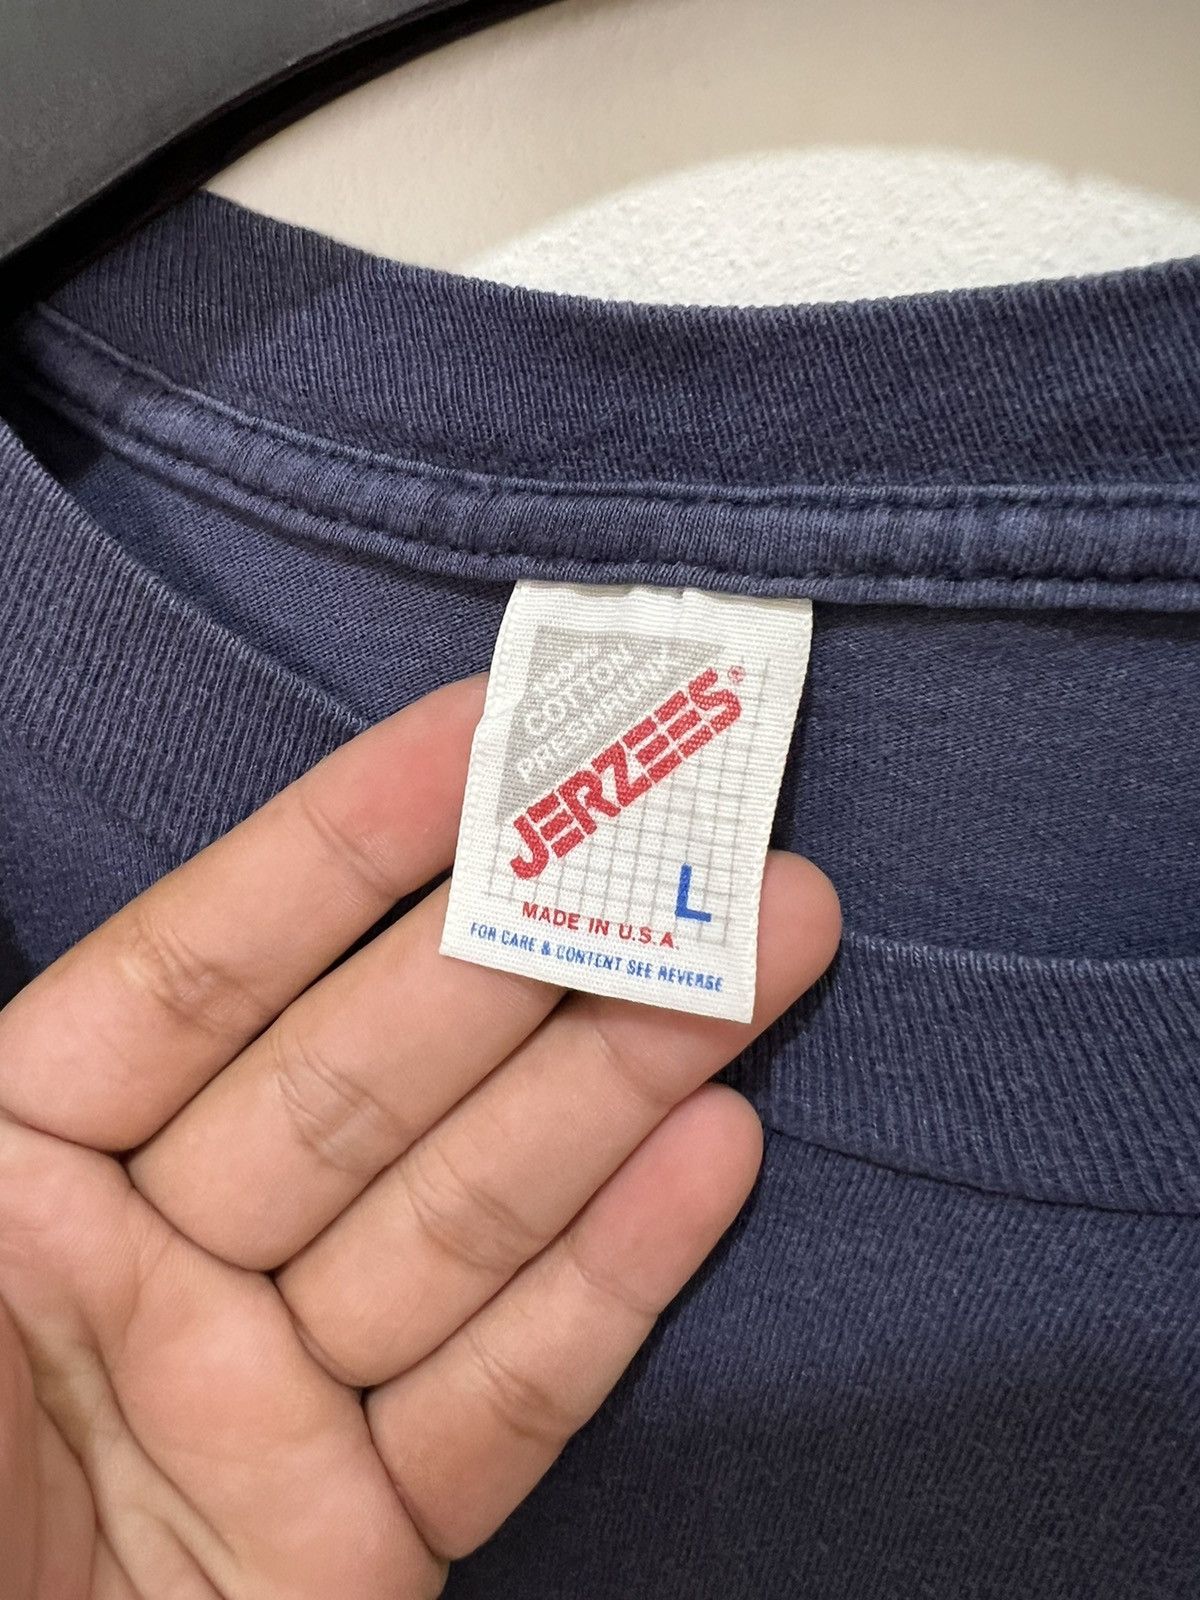 100%
COTTON
PRESHRUNK
JERZEES®
L
MADE IN U.S.A.
FOR CARE & CONTENT SEE REVERSE